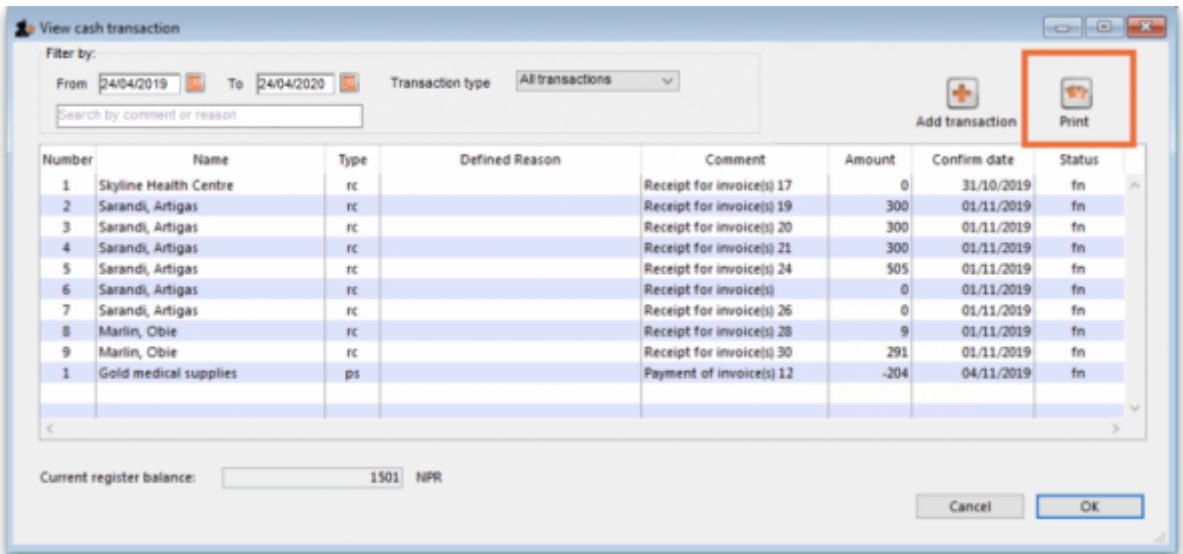 View cash transaction
Filter by:
From 24/04/2019 To 24/04/2020 Transaction type All transactions
Search by comment or reason
Add transaction Print
Number Name Type Defined Reason Comment Amount Confirm date Status
1 Skyline Health Centre rc Receipt for invoice(s) 17 0 31/10/2019 fn
2 Sarandi, Artigas rc Receipt for invoice(s) 19 300 01/11/2019 fn
3 Sarandi, Artigas rc Receipt for invoice(s) 20 300 01/11/2019 fn
4 Sarandi, Artigas rc Receipt for invoice(s) 21 300 01/11/2019 fn
5 Sarandi, Artigas rc Receipt for invoice(s) 24 505 01/11/2019 fn
6 Sarandi, Artigas rc Receipt for invoice(s) 0 01/11/2019 fn
7 Sarandi, Artigas rc Receipt for invoice(s) 26 0 01/11/2019 fn
8 Marlin, Obie rc Receipt for invoice(s) 28 9 01/11/2019 fn
9 Marlin, Obie rc Receipt for invoice(s) 30 291 01/11/2019 fn
1 Gold medical supplies ps Payment of invoice(s) 12 -204 04/11/2019 fn
Current register balance: 1501 NPR
Cancel OK